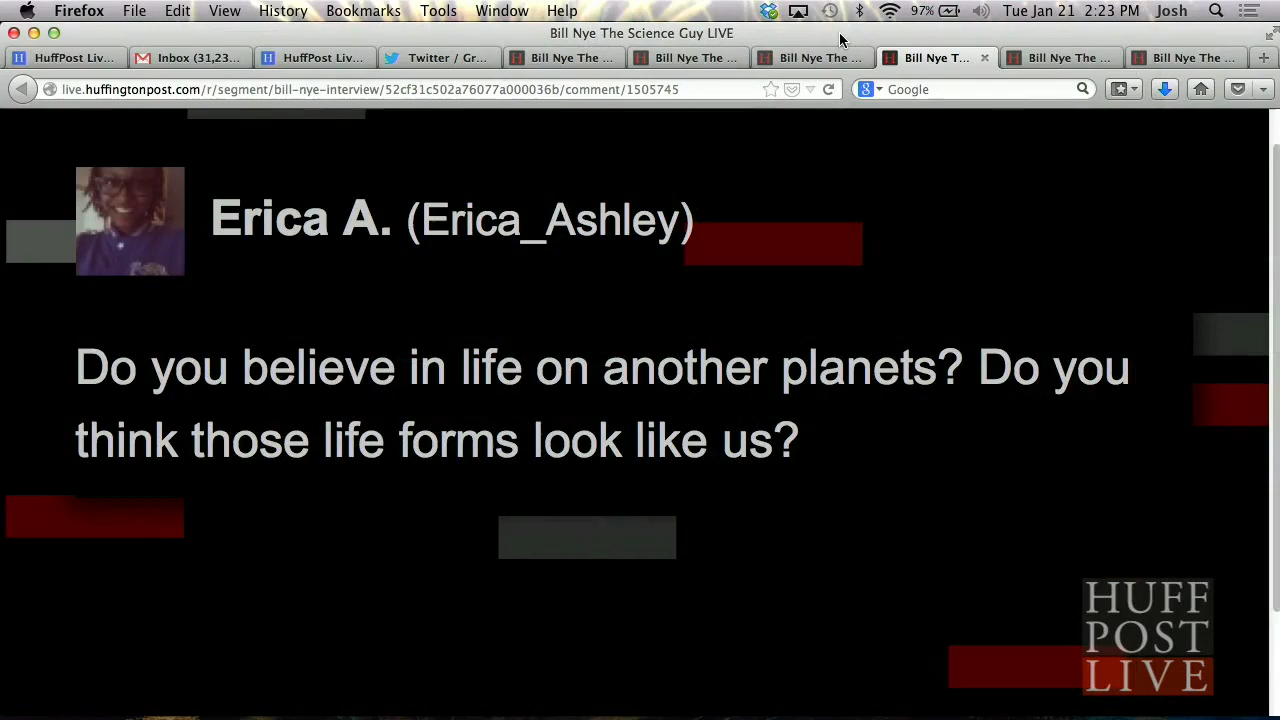 Firefox File Edit View History Bookmarks Tools Window Help 97% Tue Jan 21 2:23 PM Josh
Bill Nye The Science Guy LIVE
HuffPost Liv... Inbox (31,23... HuffPost Liv... Twitter / Gr... Bill Nye The ... Bill Nye The ... Bill Nye The ... Bill Nye T... Bill Nye The ... Bill Nye The ...
live.huffingtonpost.com/r/segment/bill-nye-interview/52cf31c502a76077a000036b/comment/1505745 Google
Erica A. (Erica_Ashley)
Do you believe in life on another planets? Do you
think those life forms look like us?
HUFF
POST
LIVE